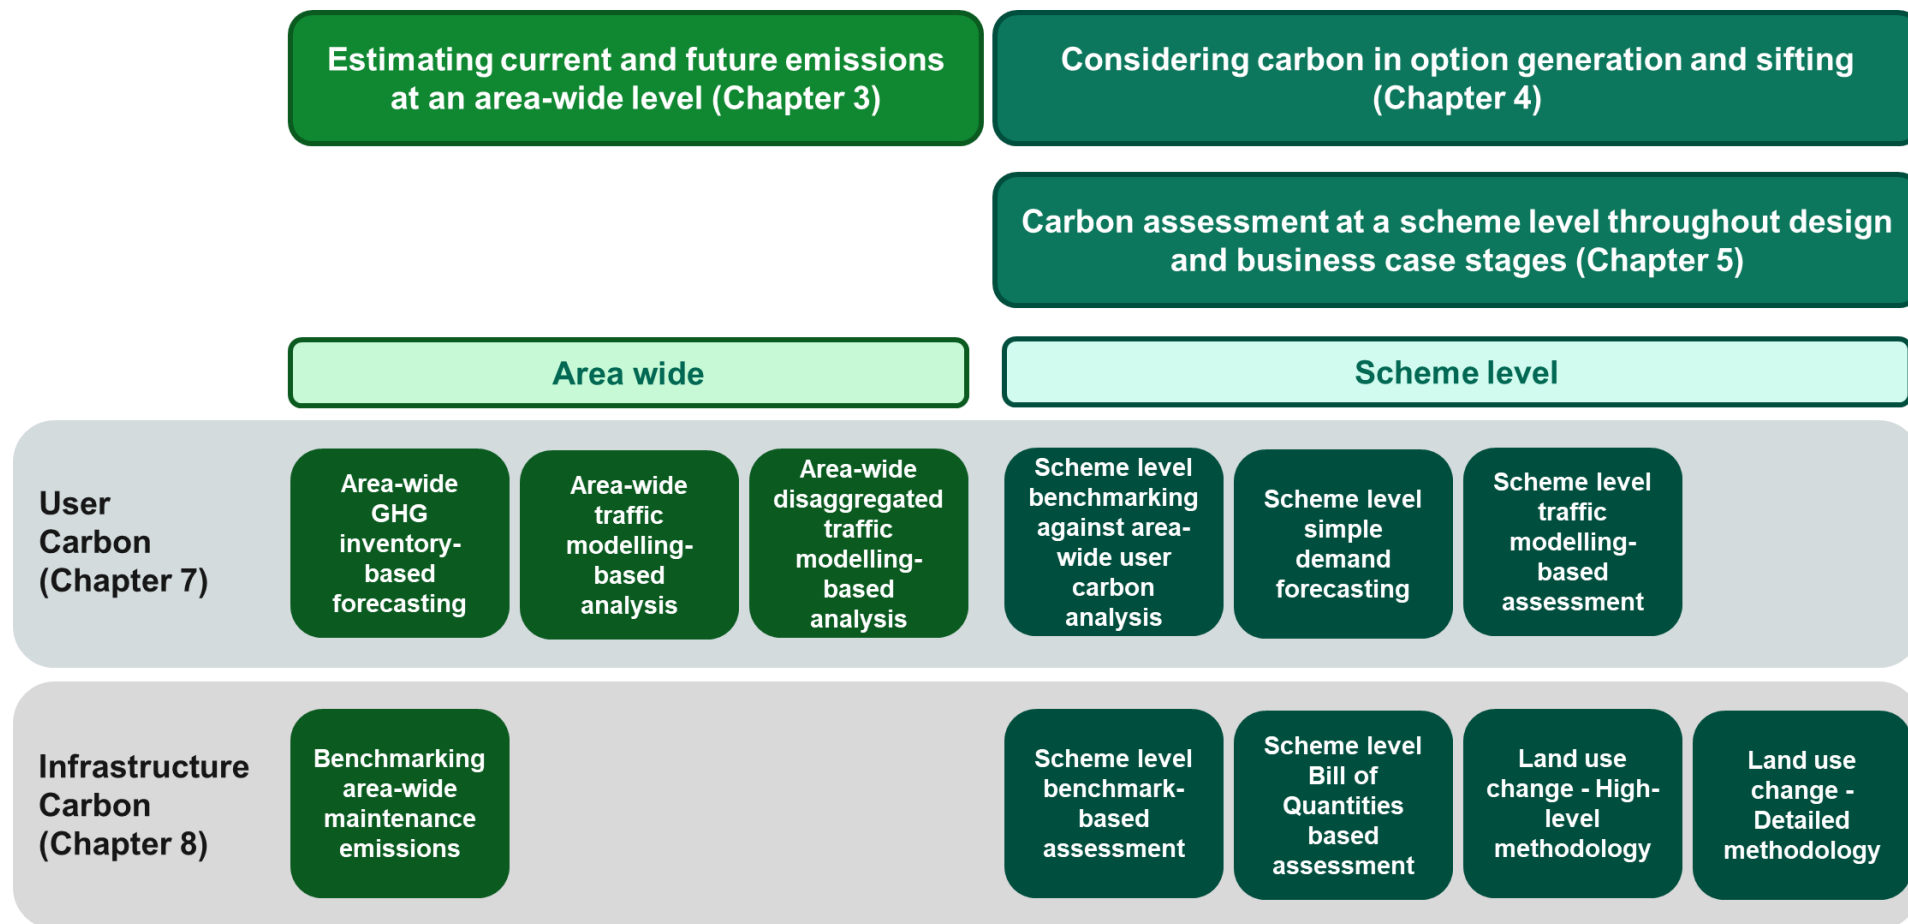 Estimating current and future emissions
at an area-wide level (Chapter 3)
Considering carbon in option generation and sifting
(Chapter 4)
Carbon assessment at a scheme level throughout design
and business case stages (Chapter 5)
Area wide
Scheme level
User
Carbon
(Chapter 7)
Area-wide
GHG
inventory-
based
forecasting
Area-wide
traffic
modelling-
based
analysis
Area-wide
disaggregated
traffic
modelling-
based
analysis
Scheme level
benchmarking
against area-
wide user
carbon
analysis
Scheme level
simple
demand
forecasting
Scheme level
traffic
modelling-
based
assessment
Infrastructure
Carbon
(Chapter 8)
Benchmarking
area-wide
maintenance
emissions
Scheme level
benchmark-
based
assessment
Scheme level
Bill of
Quantities
based
assessment
Land use
change - High-
level
methodology
Land use
change -
Detailed
methodology